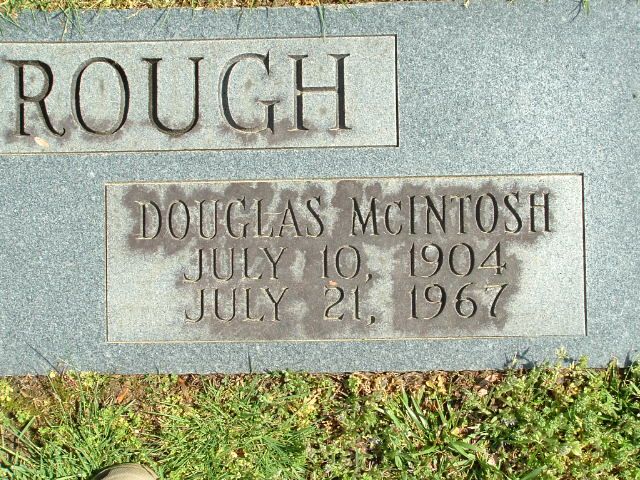 ROUGH
DOUGLAS McINTOSH
JULY 10, 1904
JULY 21, 1967